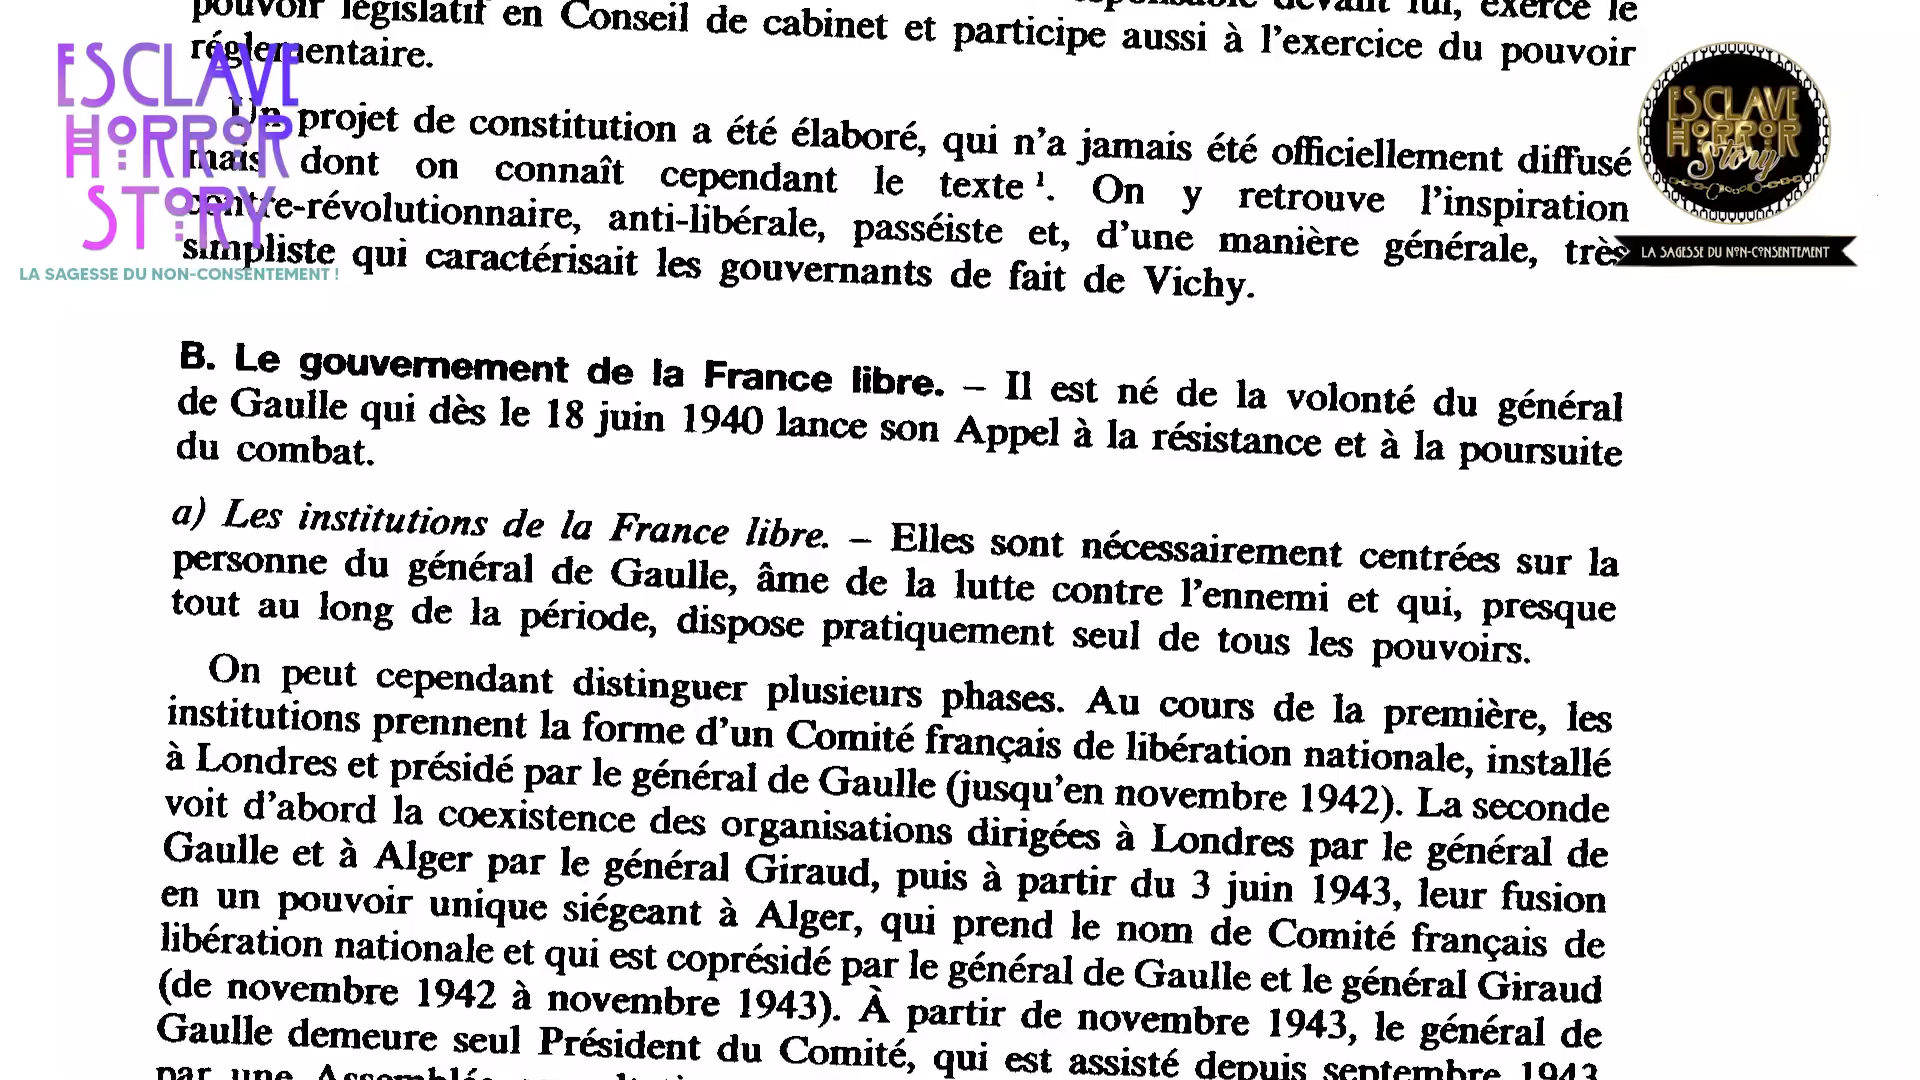 pouvoir législatif en Conseil de cabinet et participe aussi à l'exercice du pouvoir
réglementaire.
Un projet de constitution a été élaboré, qui n'a jamais été officiellement diffusé
mais dont on connaît cependant le texte ¹. On y retrouve l'inspiration
contre-révolutionnaire, anti-libérale, passéiste et, d'une manière générale, très
simpliste qui caractérisait les gouvernants de fait de Vichy.
B. Le gouvernement de la France libre. – Il est né de la volonté du général
de Gaulle qui dès le 18 juin 1940 lance son Appel à la résistance et à la poursuite
du combat.
a) Les institutions de la France libre. – Elles sont nécessairement centrées sur la
personne du général de Gaulle, âme de la lutte contre l'ennemi et qui, presque
tout au long de la période, dispose pratiquement seul de tous les pouvoirs.
On peut cependant distinguer plusieurs phases. Au cours de la première, les
institutions prennent la forme d'un Comité français de libération nationale, installé
à Londres et présidé par le général de Gaulle (jusqu'en novembre 1942). La seconde
voit d'abord la coexistence des organisations dirigées à Londres par le général de
Gaulle et à Alger par le général Giraud, puis à partir du 3 juin 1943, leur fusion
en un pouvoir unique siégeant à Alger, qui prend le nom de Comité français de
libération nationale et qui est coprésidé par le général de Gaulle et le général Giraud
(de novembre 1942 à novembre 1943). À partir de novembre 1943, le général de
Gaulle demeure seul Président du Comité, qui est assisté depuis septembre 1943
par une
ESCLAVE
HORROR
STORY
LA SAGESSE DU NON-CONSENTEMENT !
ESCLAVE
HORROR
Story
LA SAGESSE DU NON-CONSENTEMENT